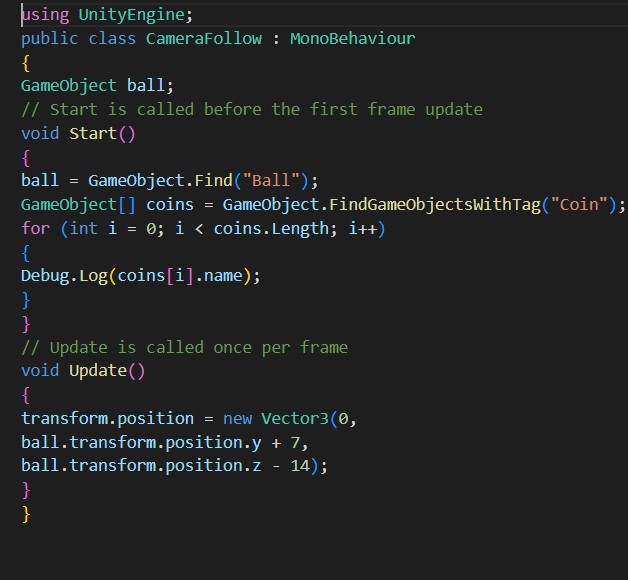 using UnityEngine;
public class CameraFollow : MonoBehaviour
{
GameObject ball;
// Start is called before the first frame update
void Start()
{
ball = GameObject.Find("Ball");
GameObject[] coins = GameObject.FindGameObjectsWithTag("Coin");
for (int i = 0; i < coins.Length; i++)
{
Debug.Log(coins[i].name);
}
}
// Update is called once per frame
void Update()
{
transform.position = new Vector3(0,
ball.transform.position.y + 7,
ball.transform.position.z - 14);
}
}